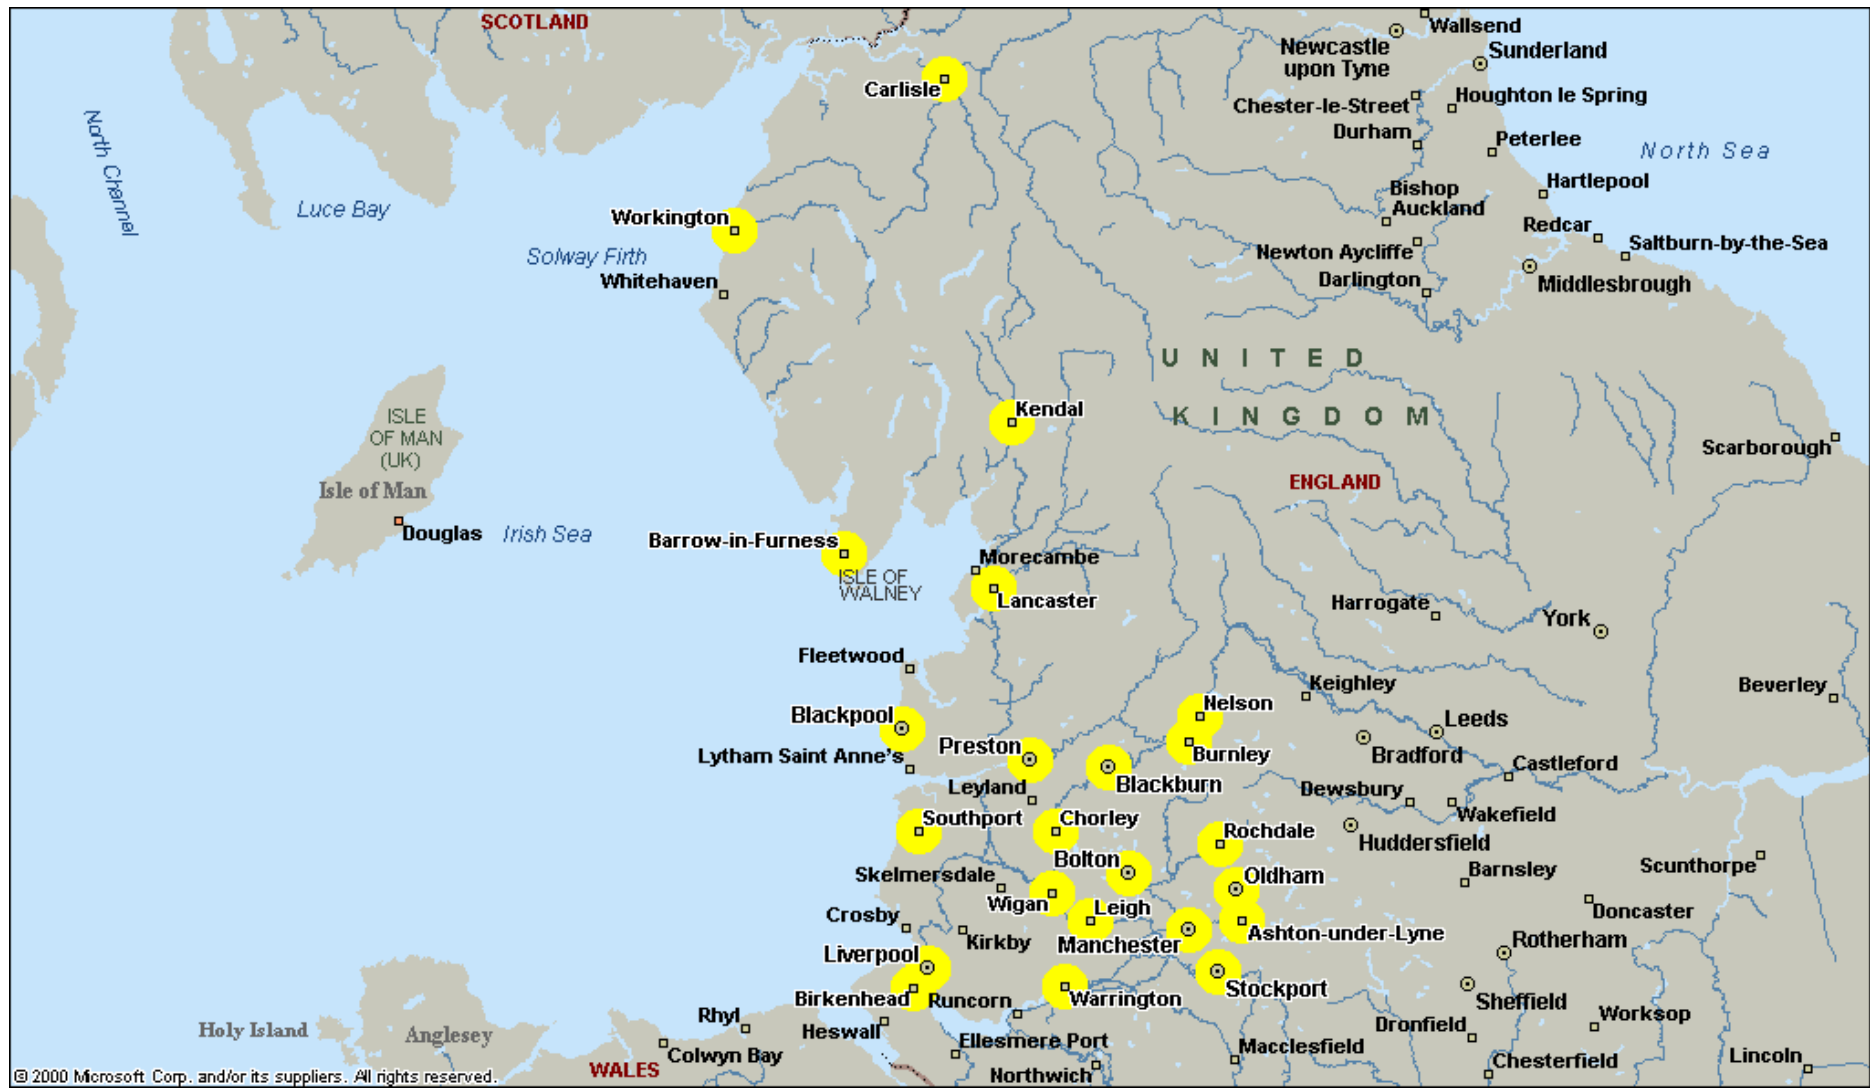 SCOTLAND
Wallsend
Newcastle
upon Tyne
Sunderland
Carlisle
Chester-le-Street
Houghton le Spring
Durham
Peterlee
North Sea
North Channel
Luce Bay
Hartlepool
Bishop
Auckland
Workington
Redcar
Saltburn-by-the-Sea
Solway Firth
Newton Aycliffe
Whitehaven
Darlington
Middlesbrough
UNITED
KINGDOM
Kendal
ISLE
OF MAN
(UK)
Scarborough
ENGLAND
Isle of Man
Douglas
Irish Sea
Barrow-in-Furness
Morecambe
ISLE OF
WALNEY
Lancaster
Harrogate
York
Fleetwood
Keighley
Beverley
Nelson
Blackpool
Leeds
Preston
Burnley
Bradford
Lytham Saint Anne's
Castleford
Blackburn
Leyland
Dewsbury
Wakefield
Southport
Chorley
Rochdale
Huddersfield
Bolton
Skelmersdale
Oldham
Barnsley
Scunthorpe
Wigan
Leigh
Doncaster
Crosby
Kirkby
Manchester
Ashton-under-Lyne
Rotherham
Liverpool
Stockport
Birkenhead
Runcorn
Warrington
Sheffield
Rhyl
Holy Island
Anglesey
Heswall
Worksop
Dronfield
Ellesmere Port
Macclesfield
Colwyn Bay
WALES
Northwich
Chesterfield
Lincoln
© 2000 Microsoft Corp. and/or its suppliers. All rights reserved.